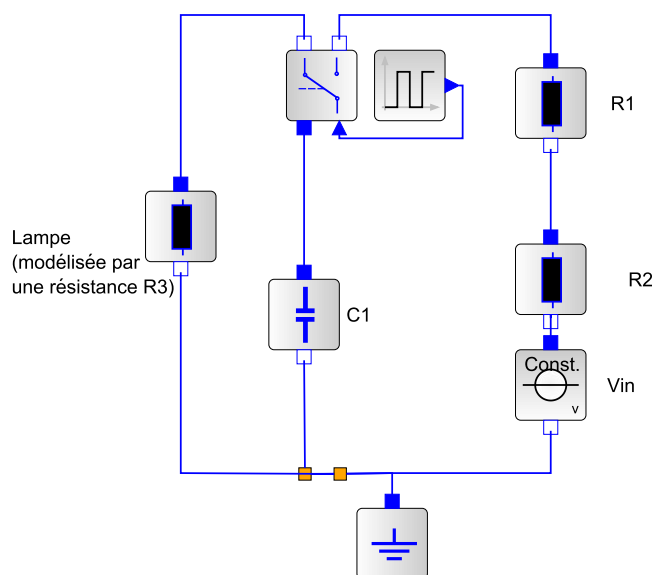 R1
Lampe
(modélisée par
une résistance R3)
R2
C1
Const.
Vin
v